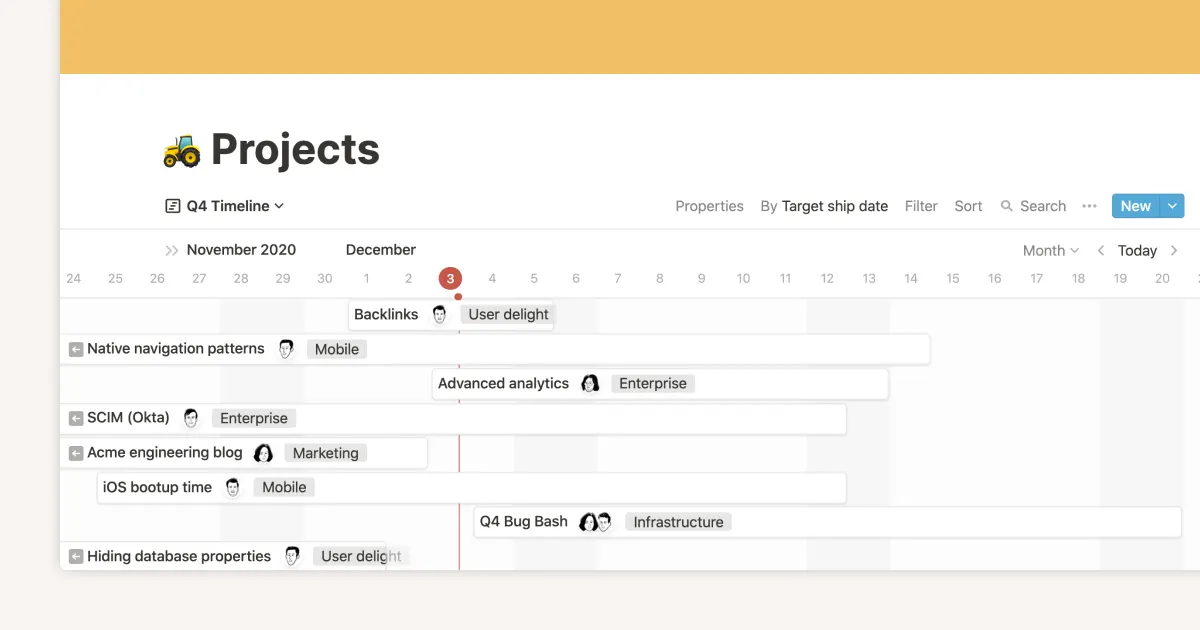 Projects
Q4 Timeline
Properties By Target ship date Filter Sort Search ••• New
November 2020 December Month Today
24 25 26 27 28 29 30 1 2 3 4 5 6 7 8 9 10 11 12 13 14 15 16 17 18 19 20
Backlinks User delight
Native navigation patterns Mobile
Advanced analytics Enterprise
SCIM (Okta) Enterprise
Acme engineering blog Marketing
iOS bootup time Mobile
Q4 Bug Bash Infrastructure
Hiding database properties User delight